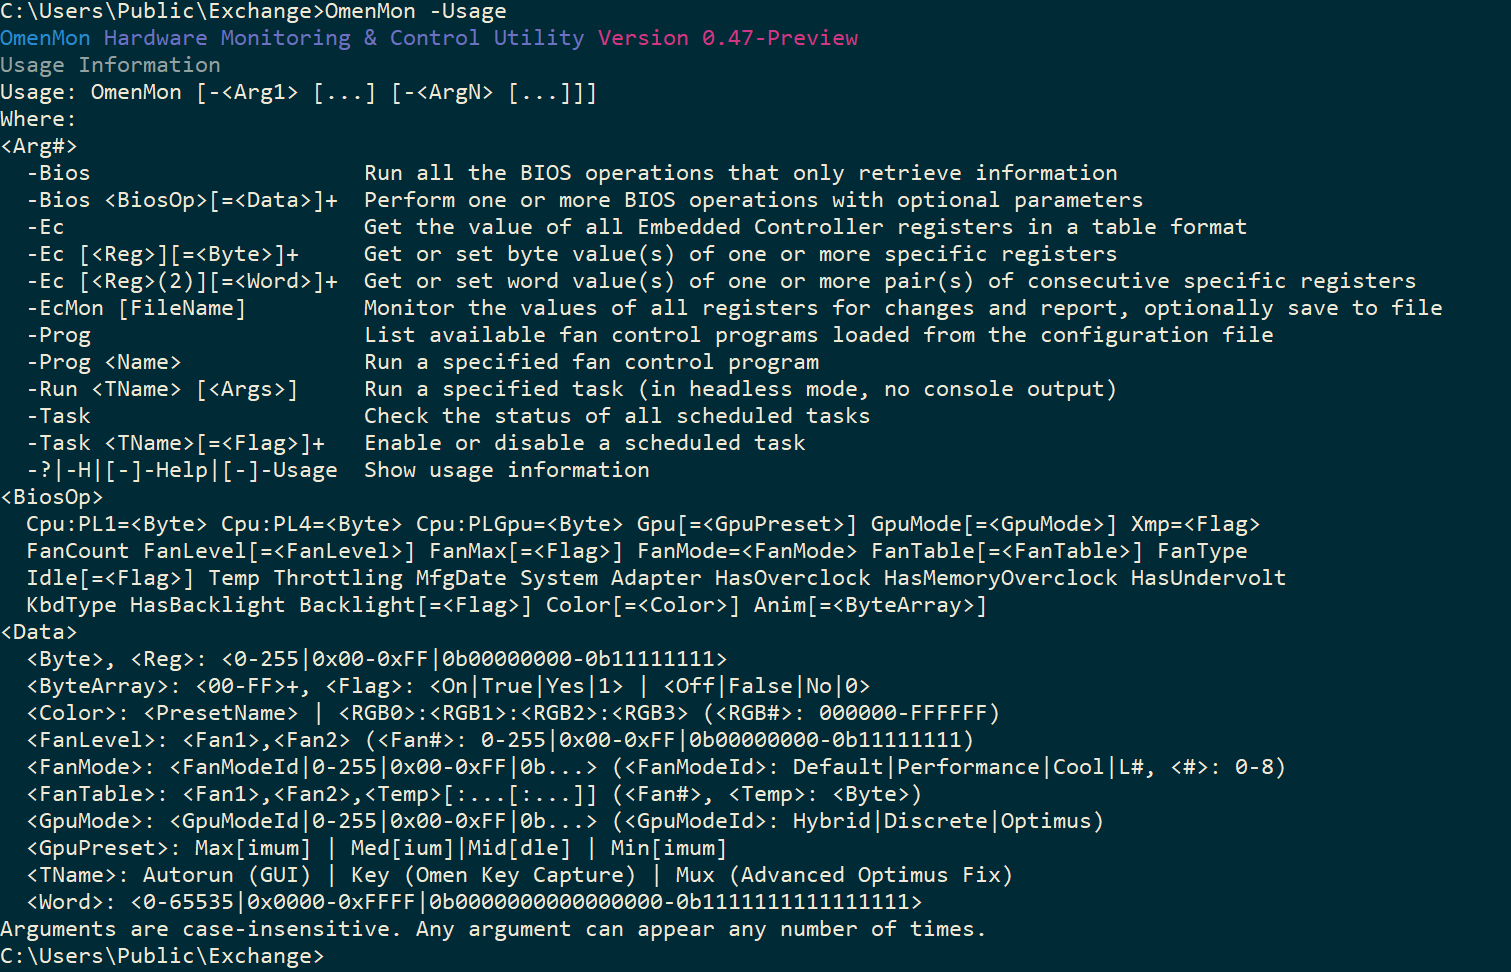 C:\Users\Public\Exchange>OmenMon -Usage
OmenMon Hardware Monitoring & Control Utility Version 0.47-Preview
Usage Information
Usage: OmenMon [-<Arg1> [...] [-<ArgN> [...]]]
Where:
<Arg#>
  -Bios                     Run all the BIOS operations that only retrieve information
  -Bios <BiosOp>[=<Data>]+  Perform one or more BIOS operations with optional parameters
  -Ec                       Get the value of all Embedded Controller registers in a table format
  -Ec [<Reg>][=<Byte>]+     Get or set byte value(s) of one or more specific registers
  -Ec [<Reg>(2)][=<Word>]+  Get or set word value(s) of one or more pair(s) of consecutive specific registers
  -EcMon [FileName]         Monitor the values of all registers for changes and report, optionally save to file
  -Prog                     List available fan control programs loaded from the configuration file
  -Prog <Name>              Run a specified fan control program
  -Run <TName> [<Args>]     Run a specified task (in headless mode, no console output)
  -Task                     Check the status of all scheduled tasks
  -Task <TName>[=<Flag>]+   Enable or disable a scheduled task
  -?|-H|[-]-Help|[-]-Usage  Show usage information
<BiosOp>
  Cpu:PL1=<Byte> Cpu:PL4=<Byte> Cpu:PLGpu=<Byte> Gpu[=<GpuPreset>] GpuMode[=<GpuMode>] Xmp=<Flag>
  FanCount FanLevel[=<FanLevel>] FanMax[=<Flag>] FanMode=<FanMode> FanTable[=<FanTable>] FanType
  Idle[=<Flag>] Temp Throttling MfgDate System Adapter HasOverclock HasMemoryOverclock HasUndervolt
  KbdType HasBacklight Backlight[=<Flag>] Color[=<Color>] Anim[=<ByteArray>]
<Data>
  <Byte>, <Reg>: <0-255|0x00-0xFF|0b00000000-0b11111111>
  <ByteArray>: <00-FF>+, <Flag>: <On|True|Yes|1> | <Off|False|No|0>
  <Color>: <PresetName> | <RGB0>:<RGB1>:<RGB2>:<RGB3> (<RGB#>: 000000-FFFFFF)
  <FanLevel>: <Fan1>,<Fan2> (<Fan#>: 0-255|0x00-0xFF|0b00000000-0b11111111)
  <FanMode>: <FanModeId|0-255|0x00-0xFF|0b...> (<FanModeId>: Default|Performance|Cool|L#, <#>: 0-8)
  <FanTable>: <Fan1>,<Fan2>,<Temp>[:...[:...]] (<Fan#>, <Temp>: <Byte>)
  <GpuMode>: <GpuModeId|0-255|0x00-0xFF|0b...> (<GpuModeId>: Hybrid|Discrete|Optimus)
  <GpuPreset>: Max[imum] | Med[ium]|Mid[dle] | Min[imum]
  <TName>: Autorun (GUI) | Key (Omen Key Capture) | Mux (Advanced Optimus Fix)
  <Word>: <0-65535|0x0000-0xFFFF|0b0000000000000000-0b1111111111111111>
Arguments are case-insensitive. Any argument can appear any number of times.
C:\Users\Public\Exchange>